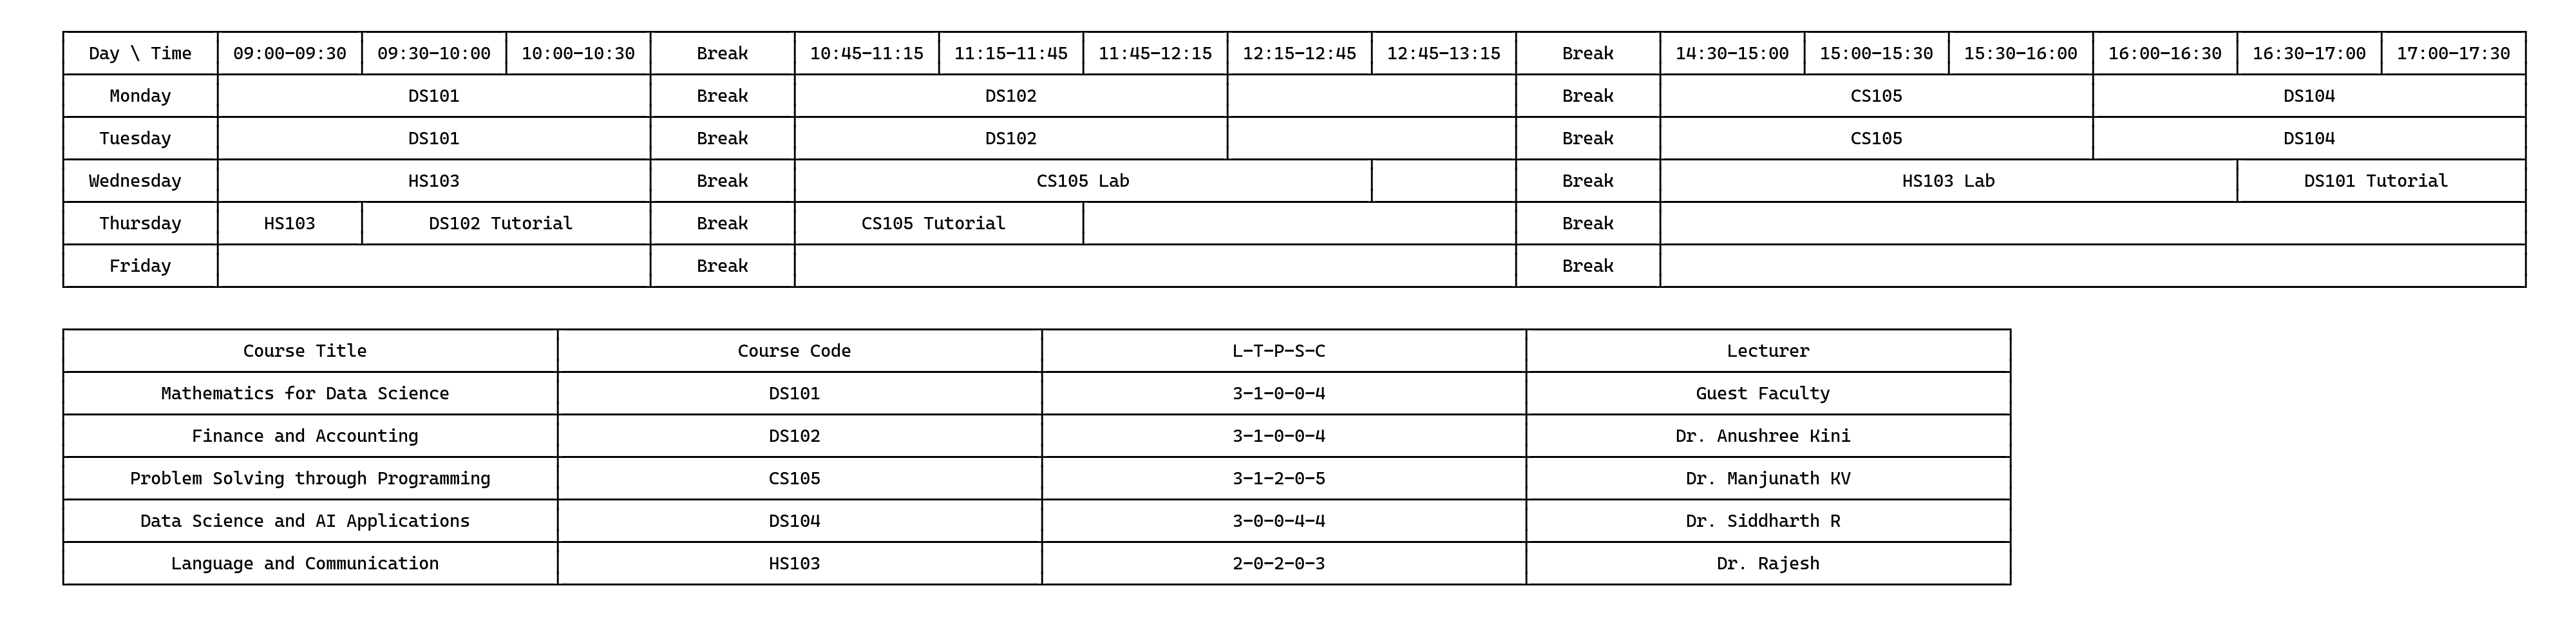 Day \ Time 09:00-09:30 09:30-10:00 10:00-10:30 Break 10:45-11:15 11:15-11:45 11:45-12:15 12:15-12:45 12:45-13:15 Break 14:30-15:00 15:00-15:30 15:30-16:00 16:00-16:30 16:30-17:00 17:00-17:30
Monday DS101 Break DS102 Break CS105 DS104
Tuesday DS101 Break DS102 Break CS105 DS104
Wednesday HS103 Break CS105 Lab Break HS103 Lab DS101 Tutorial
Thursday HS103 DS102 Tutorial Break CS105 Tutorial Break
Friday Break Break
Course Title Course Code L-T-P-S-C Lecturer
Mathematics for Data Science DS101 3-1-0-0-4 Guest Faculty
Finance and Accounting DS102 3-1-0-0-4 Dr. Anushree Kini
Problem Solving through Programming CS105 3-1-2-0-5 Dr. Manjunath KV
Data Science and AI Applications DS104 3-0-0-4-4 Dr. Siddharth R
Language and Communication HS103 2-0-2-0-3 Dr. Rajesh